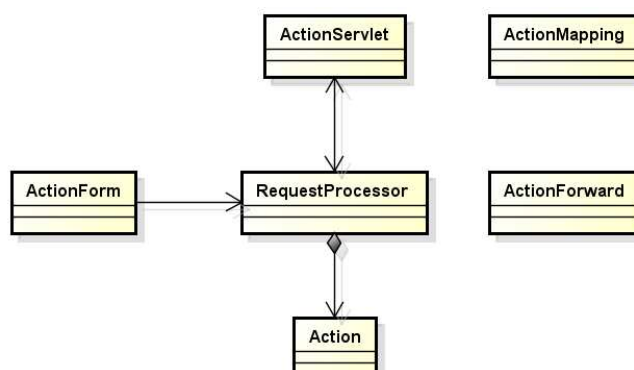 ActionServlet
ActionMapping
ActionForm
RequestProcessor
ActionForward
Action